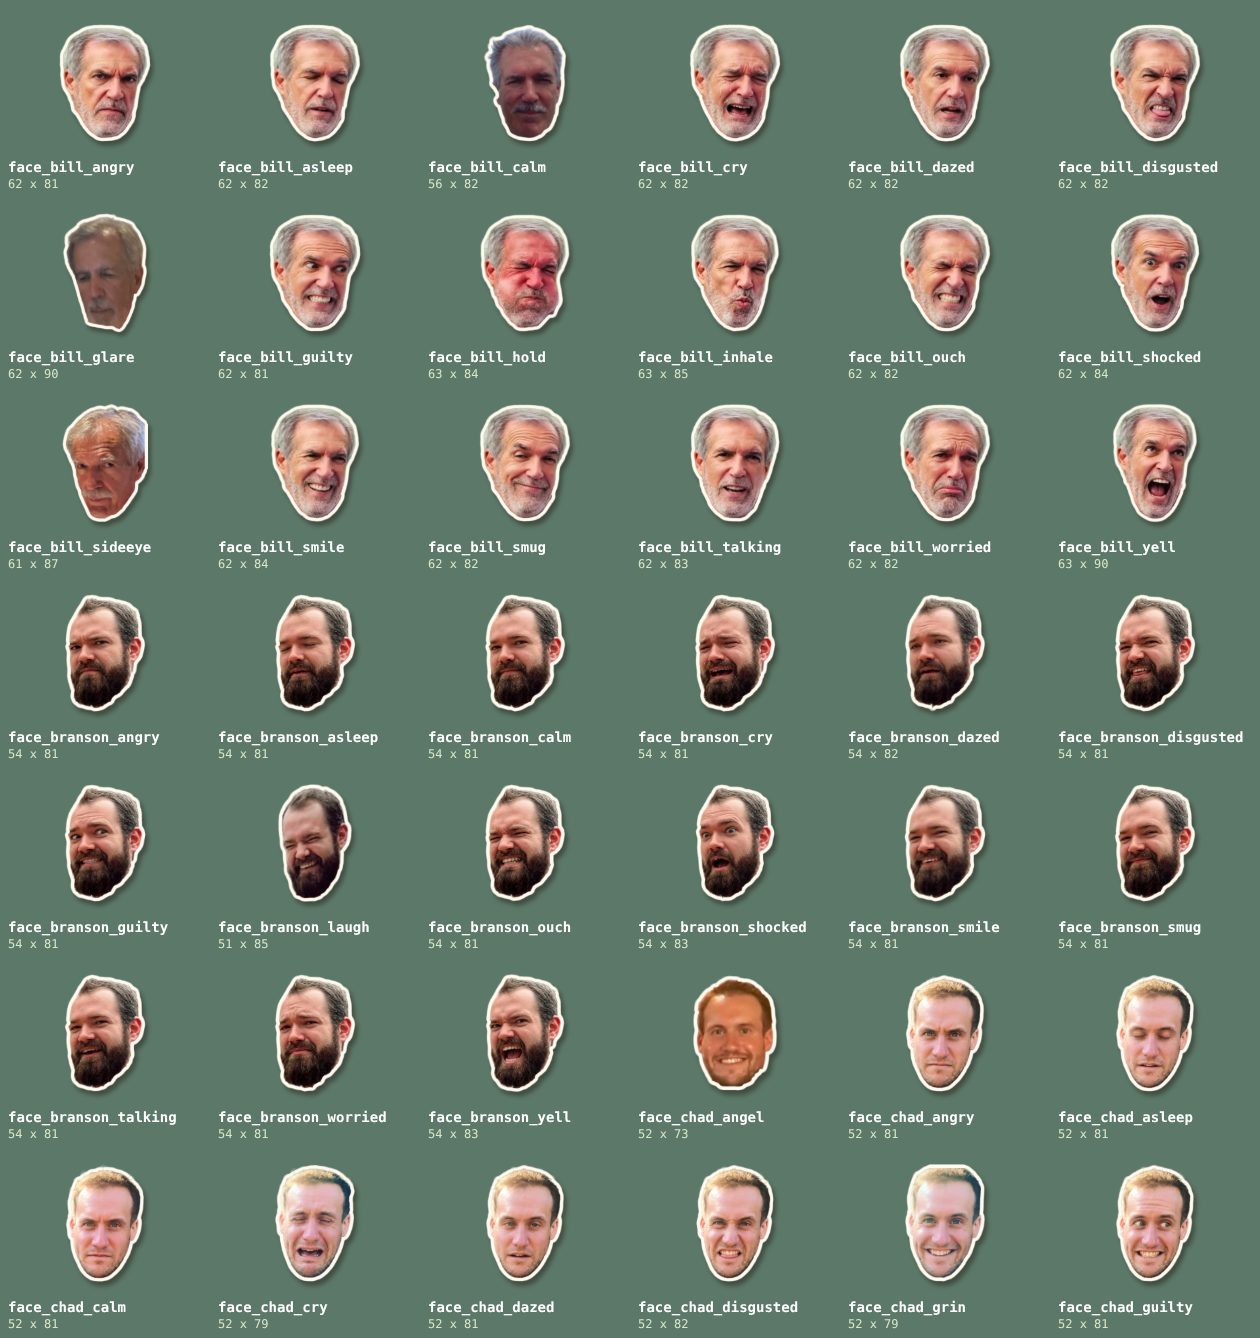 face_bill_angry
62 x 81
face_bill_asleep
62 x 82
face_bill_calm
56 x 82
face_bill_cry
62 x 82
face_bill_dazed
62 x 82
face_bill_disgusted
62 x 82
face_bill_glare
62 x 90
face_bill_guilty
62 x 81
face_bill_hold
63 x 84
face_bill_inhale
63 x 85
face_bill_ouch
62 x 82
face_bill_shocked
62 x 84
face_bill_sideeye
61 x 87
face_bill_smile
62 x 84
face_bill_smug
62 x 82
face_bill_talking
62 x 83
face_bill_worried
62 x 82
face_bill_yell
63 x 90
face_branson_angry
54 x 81
face_branson_asleep
54 x 81
face_branson_calm
54 x 81
face_branson_cry
54 x 81
face_branson_dazed
54 x 82
face_branson_disgusted
54 x 81
face_branson_guilty
54 x 81
face_branson_laugh
51 x 85
face_branson_ouch
54 x 81
face_branson_shocked
54 x 83
face_branson_smile
54 x 81
face_branson_smug
54 x 81
face_branson_talking
54 x 81
face_branson_worried
54 x 81
face_branson_yell
54 x 83
face_chad_angel
52 x 73
face_chad_angry
52 x 81
face_chad_asleep
52 x 81
face_chad_calm
52 x 81
face_chad_cry
52 x 79
face_chad_dazed
52 x 81
face_chad_disgusted
52 x 82
face_chad_grin
52 x 79
face_chad_guilty
52 x 81